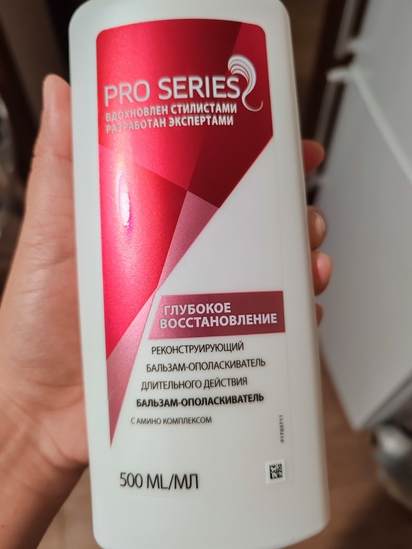 PRO SERIES
ВДОХНОВЛЕН СТИЛИСТАМИ
РАЗРАБОТАН ЭКСПЕРТАМИ
ГЛУБОКОЕ
ВОССТАНОВЛЕНИЕ
РЕКОНСТРУИРУЮЩИЙ
БАЛЬЗАМ-ОПОЛАСКИВАТЕЛЬ
ДЛИТЕЛЬНОГО ДЕЙСТВИЯ
БАЛЬЗАМ-ОПОЛАСКИВАТЕЛЬ
С АМИНО КОМПЛЕКСОМ
500 ML/МЛ